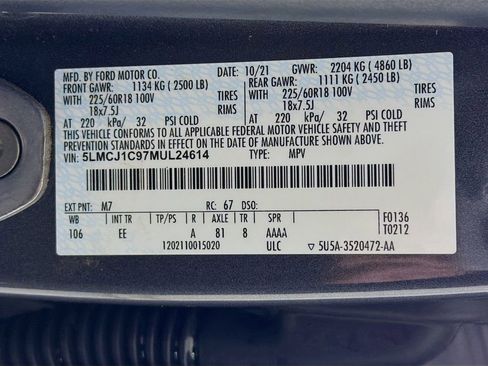 MFD. BY FORD MOTOR CO. 10/21 GVWR: 2204 KG ( 4860 LB)
FRONT GAWR: 1134 KG ( 2500 LB) REAR GAWR: 1111 KG ( 2450 LB)
WITH 225/60R18 100V TIRES WITH 225/60R18 100V TIRES
18x7.5J RIMS 18x7.5J RIMS
AT 220 kPa/ 32 PSI COLD AT 220 kPa/ 32 PSI COLD
THIS VEHICLE CONFORMS TO ALL APPLICABLE FEDERAL MOTOR VEHICLE SAFETY AND THEFT
PREVENTION STANDARDS IN EFFECT ON THE DATE OF MANUFACTURE SHOWN ABOVE.
VIN: 5LMCJ1C97MUL24614 TYPE: MPV
EXT PNT: M7 RC: 67 DSO:
WB INT TR TP/PS R AXLE TR SPR F0136
106 EE A 81 8 AAAA T0212
1202110015020 ULC ▽ 5U5A-3520472-AA